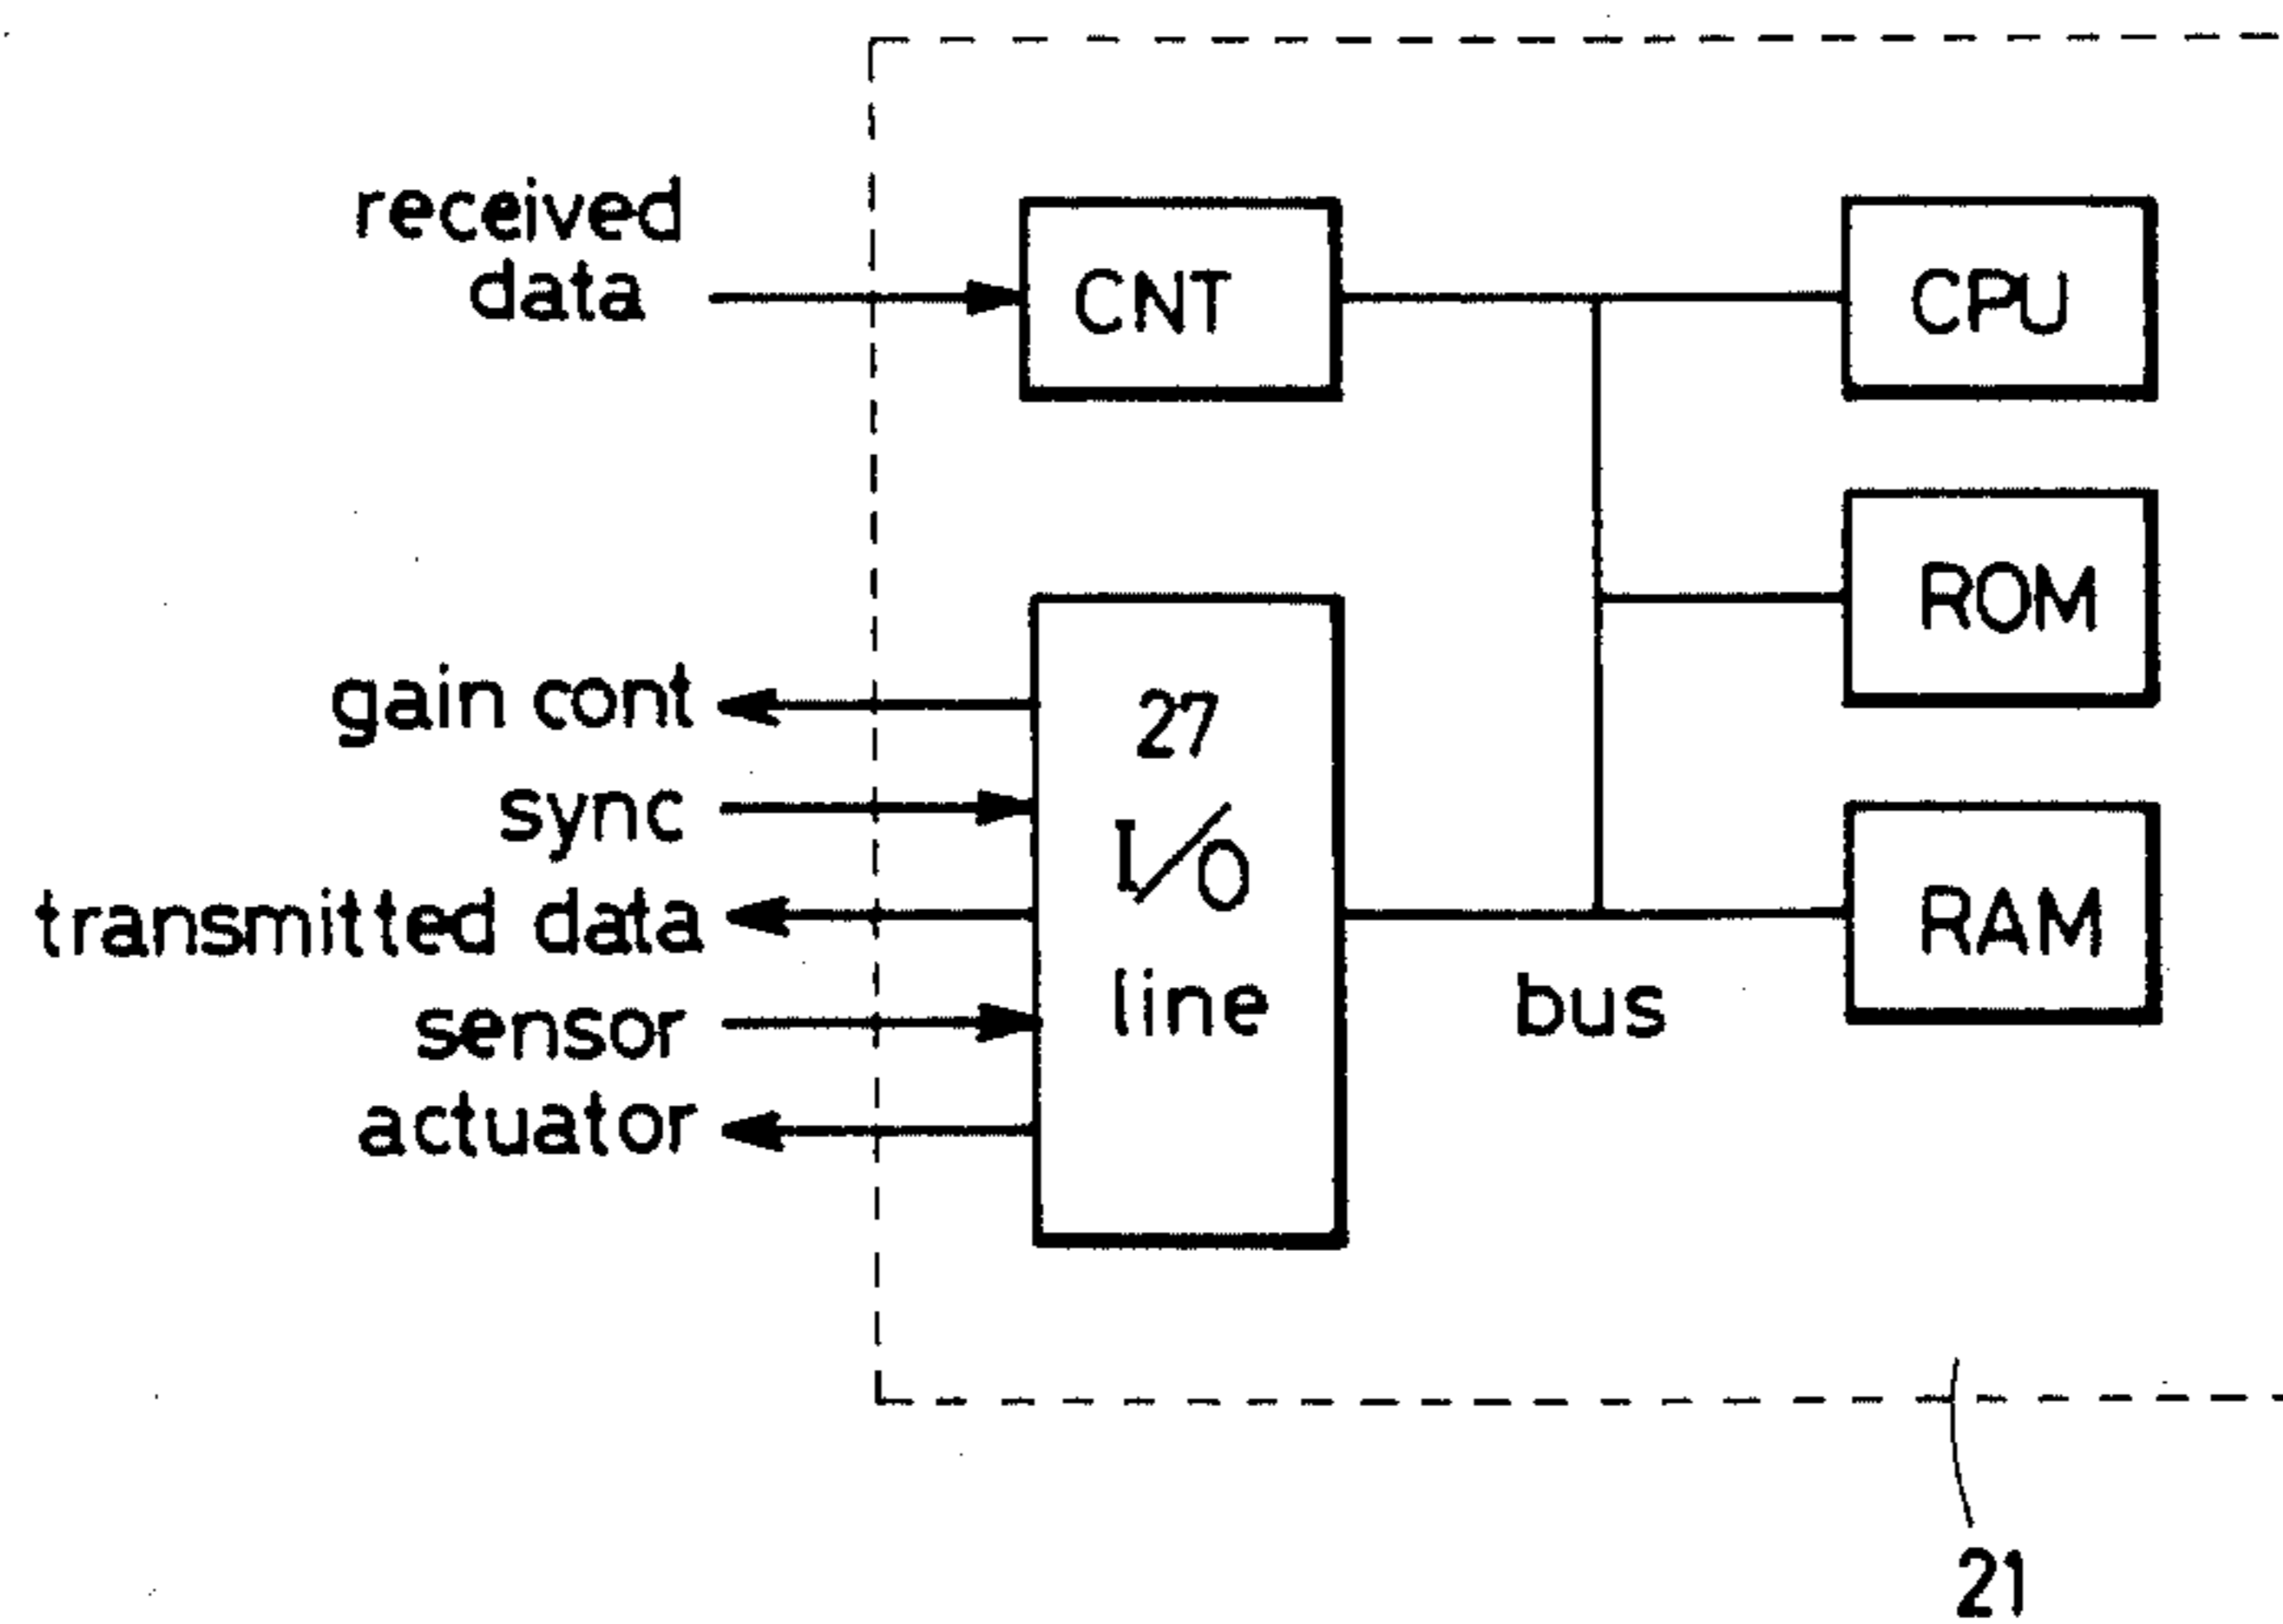 received
data
CNT
CPU
ROM
gain cont
27
sync
I/O
transmitted data
RAM
line
bus
sensor
actuator
21